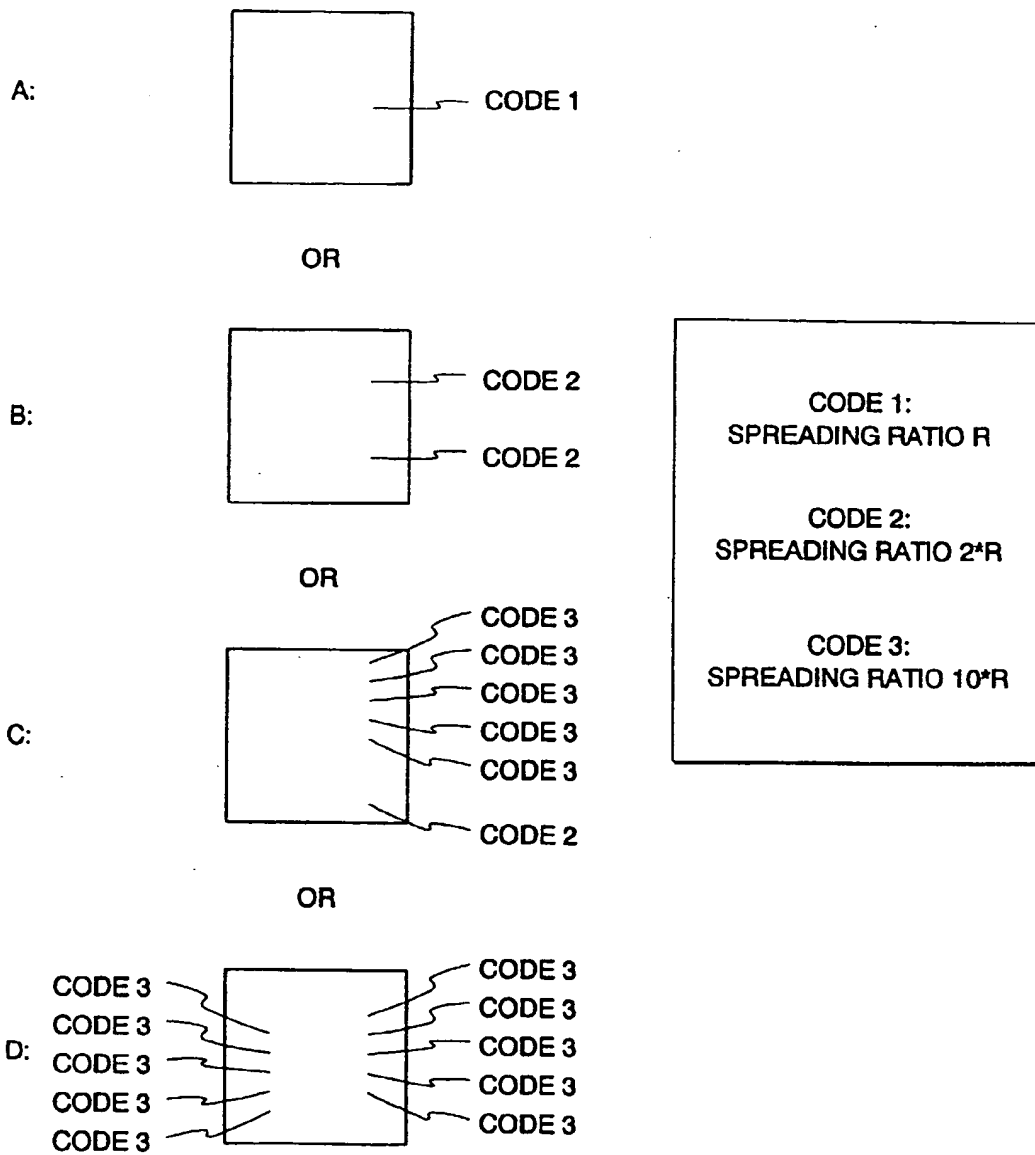 A:
CODE 1
OR
B:
CODE 2
CODE 2
OR
C:
CODE 3
CODE 3
CODE 3
CODE 3
CODE 3
CODE 2
OR
D:
CODE 3
CODE 3
CODE 3
CODE 3
CODE 3
CODE 3
CODE 3
CODE 3
CODE 3
CODE 3
CODE 1:
SPREADING RATIO R
CODE 2:
SPREADING RATIO 2*R
CODE 3:
SPREADING RATIO 10*R